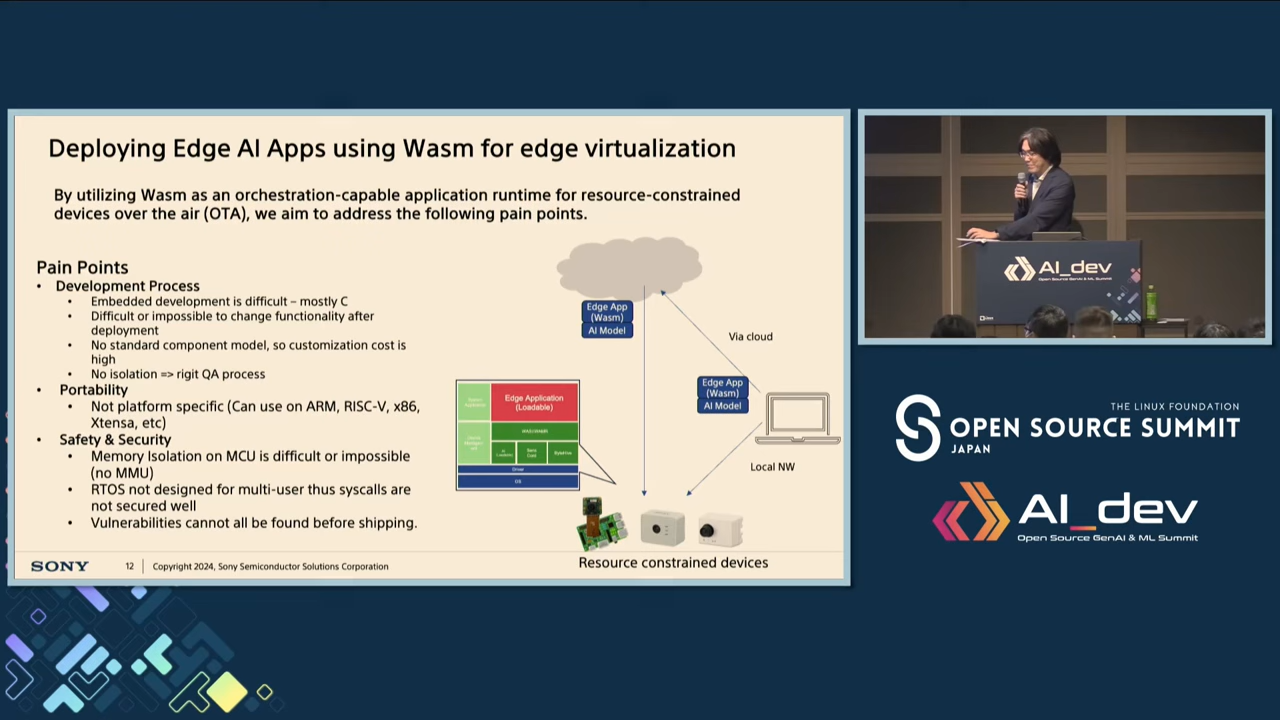 Deploying Edge AI Apps using Wasm for edge virtualization
By utilizing Wasm as an orchestration-capable application runtime for resource-constrained
devices over the air (OTA), we aim to address the following pain points.
Pain Points
• Development Process
• Embedded development is difficult – mostly C
• Difficult or impossible to change functionality after
deployment
• No standard component model, so customization cost is
high
• No isolation => rigit QA process
• Portability
• Not platform specific (Can use on ARM, RISC-V, x86,
Xtensa, etc)
• Safety & Security
• Memory Isolation on MCU is difficult or impossible
(no MMU)
• RTOS not designed for multi-user thus syscalls are
not secured well
• Vulnerabilities cannot all be found before shipping.
Edge App
(Wasm)
AI Model
Via cloud
Edge App
(Wasm)
AI Model
Local NW
Edge Application
(Loadable)
Driver
OS
Resource constrained devices
SONY
12
Copyright 2024, Sony Semiconductor Solutions Corporation
AI_dev
Open Source GenAI & ML Summit
THE LINUX FOUNDATION
OPEN SOURCE SUMMIT
JAPAN
AI_dev
Open Source GenAI & ML Summit